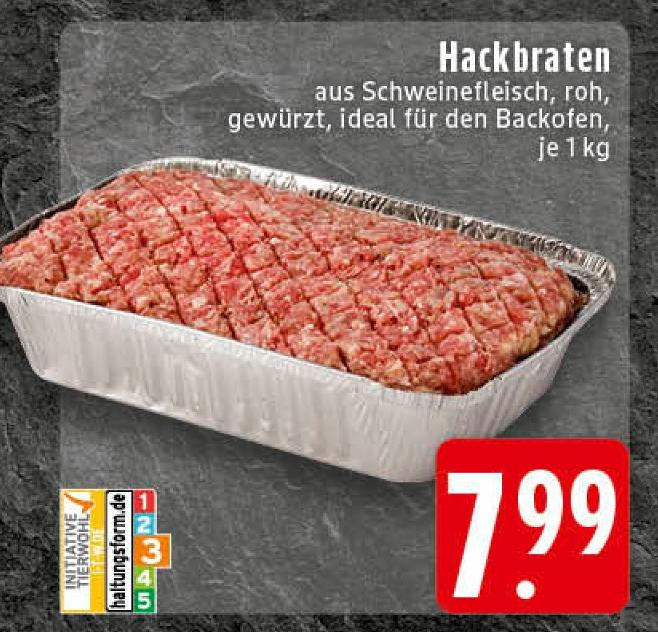 Hackbraten
aus Schweinefleisch, roh,
gewürzt, ideal für den Backofen,
je 1 kg
INITIATIVE
TIERWOHL
I-T-W.DE
haltungsform.de
1
2
3
4
5
7.99